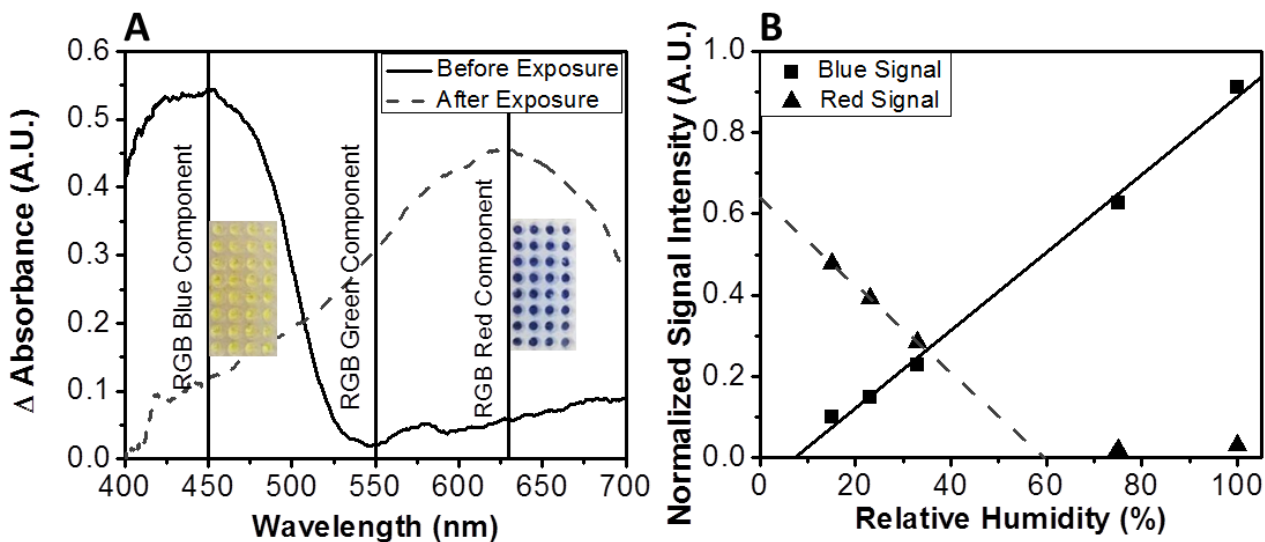 A
Δ Absorbance (A.U.)
0.6
0.5
0.4
0.3
0.2
0.1
0.0
Before Exposure
After Exposure
RGB Blue Component
RGB Green Component
RGB Red Component
400 450 500 550 600 650 700
Wavelength (nm)
B
Normalized Signal Intensity (A.U.)
1.0
0.8
0.6
0.4
0.2
0.0
Blue Signal
Red Signal
0 20 40 60 80 100
Relative Humidity (%)